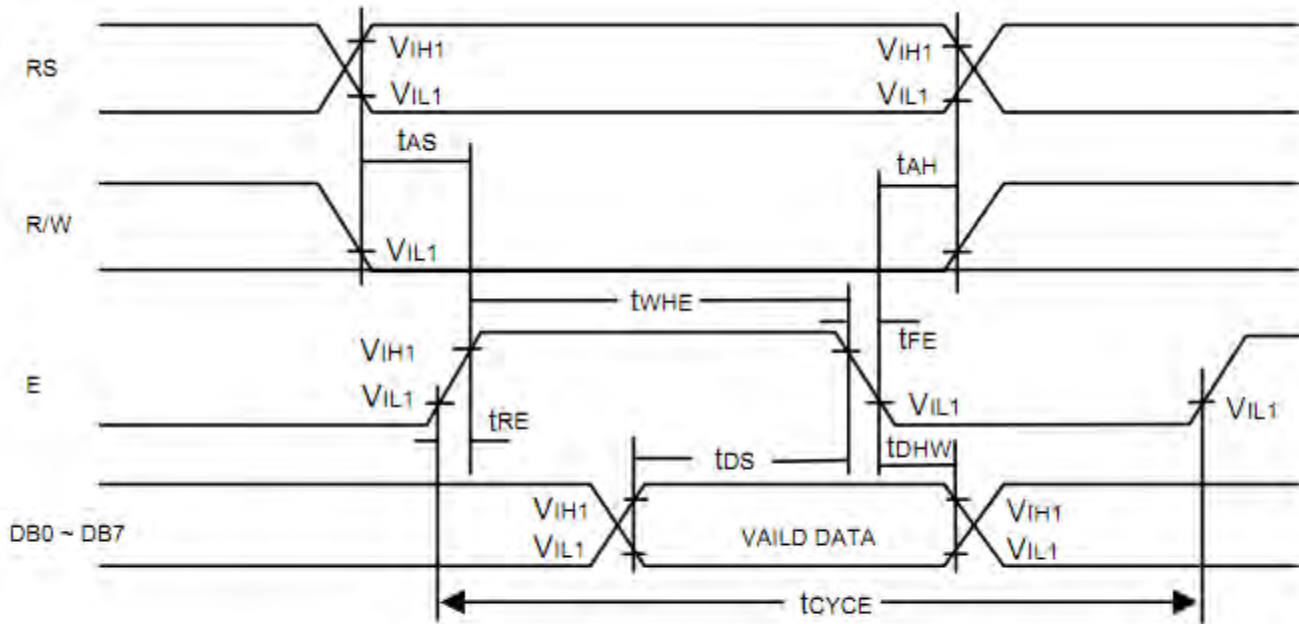 RS
VIH1
VIL1
VIH1
VIL1
tAS
tAH
R/W
VIL1
tWHE
tFE
E
VIH1
VIL1
VIL1
VIL1
tRE
tDS
tDHW
DB0 ~ DB7
VIH1
VIL1
VAILD DATA
VIH1
VIL1
tCYCE